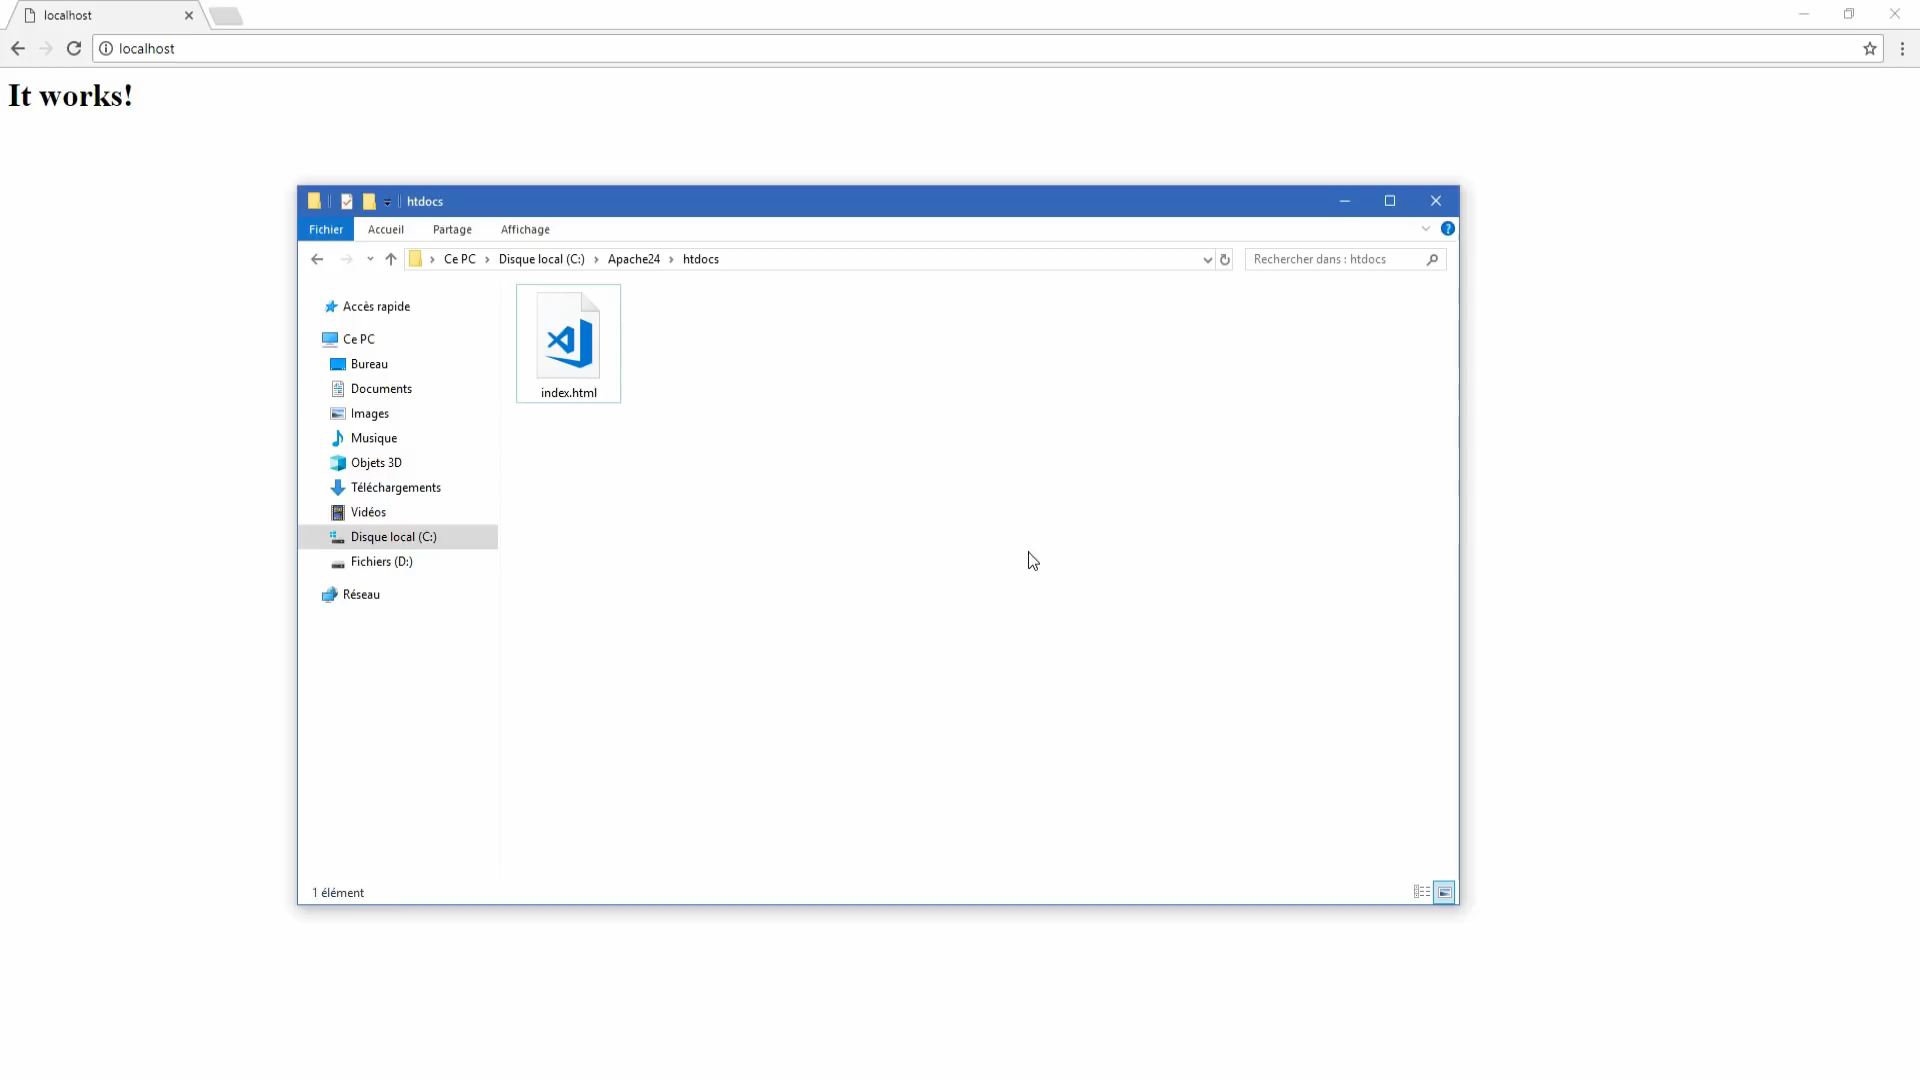 localhost
localhost
It works!
htdocs
Fichier Accueil Partage Affichage
Ce PC Disque local (C:) Apache24 htdocs
Rechercher dans : htdocs
Accès rapide
Ce PC
Bureau
Documents
Images
Musique
Objets 3D
Téléchargements
Vidéos
Disque local (C:)
Fichiers (D:)
Réseau
index.html
1 élément